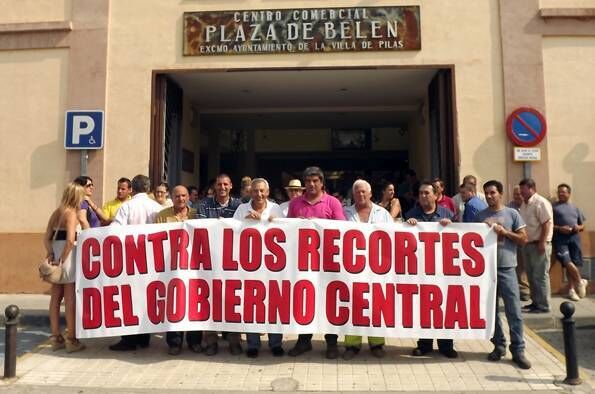 CENTRO COMERCIAL
PLAZA DE BELEN
EXCMO AYUNTAMIENTO DE LA VILLA DE PILAS
P
CONTRA LOS RECORTES
DEL GOBIERNO CENTRAL